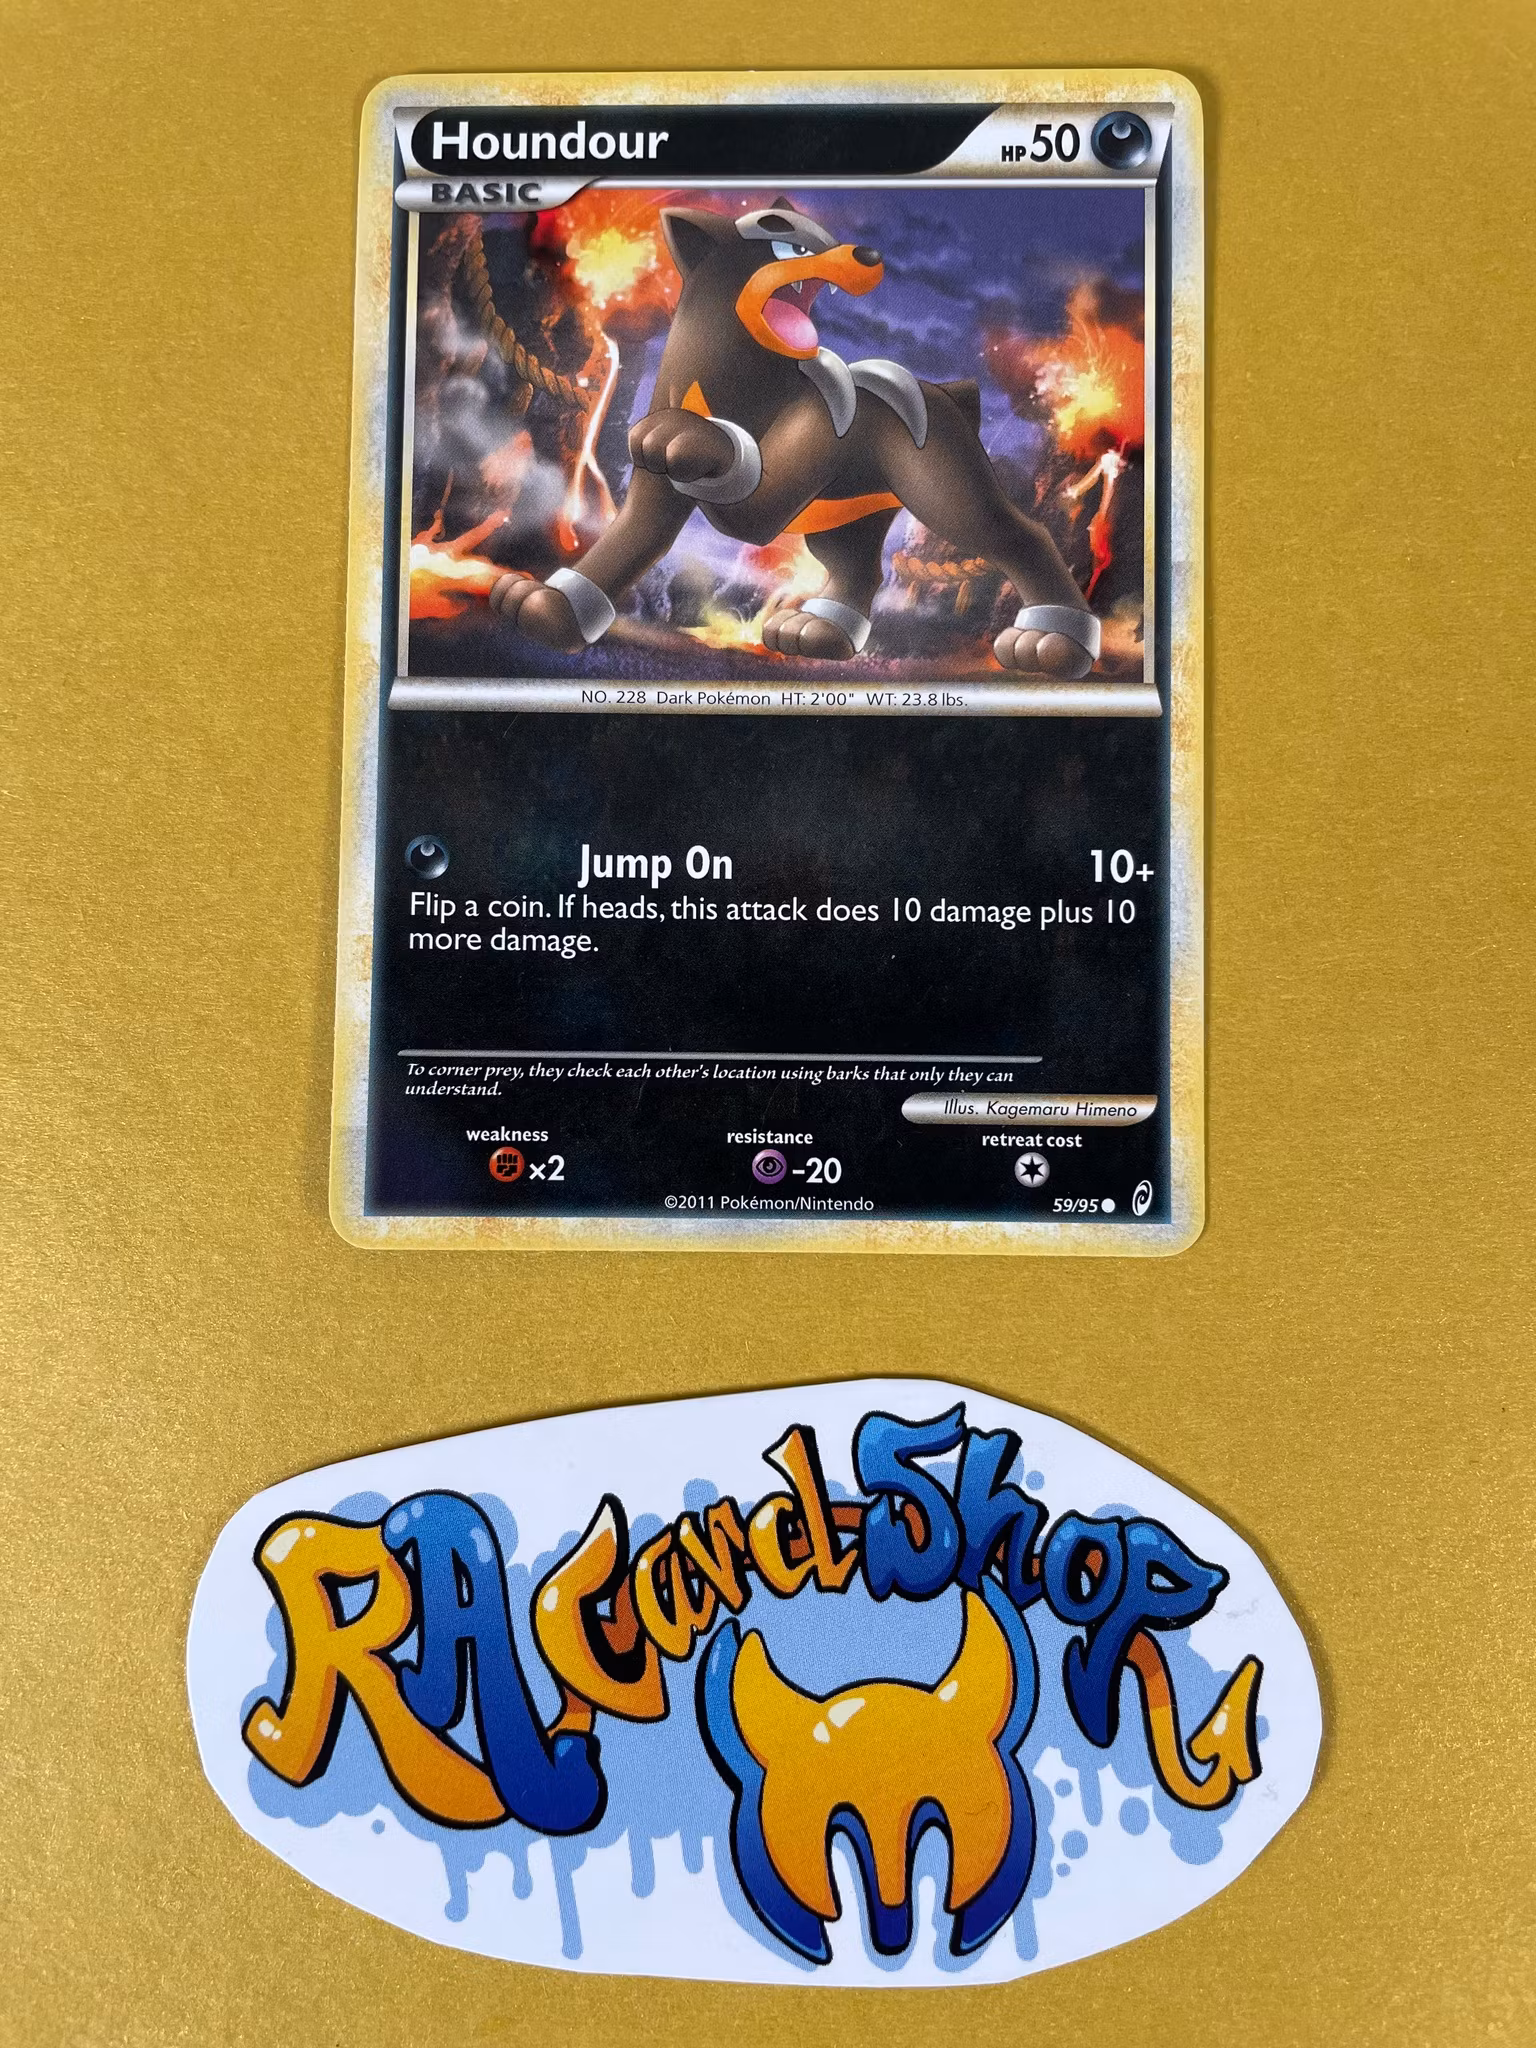 Houndour
HP 50
BASIC
NO. 228 Dark Pokémon HT: 2'00" WT: 23.8 lbs.
Jump On 10+
Flip a coin. If heads, this attack does 10 damage plus 10
more damage.
To corner prey, they check each other's location using barks that only they can
understand.
Illus. Kagemaru Himeno
weakness resistance retreat cost
×2 -20
©2011 Pokémon/Nintendo
59/95
RA CardShop